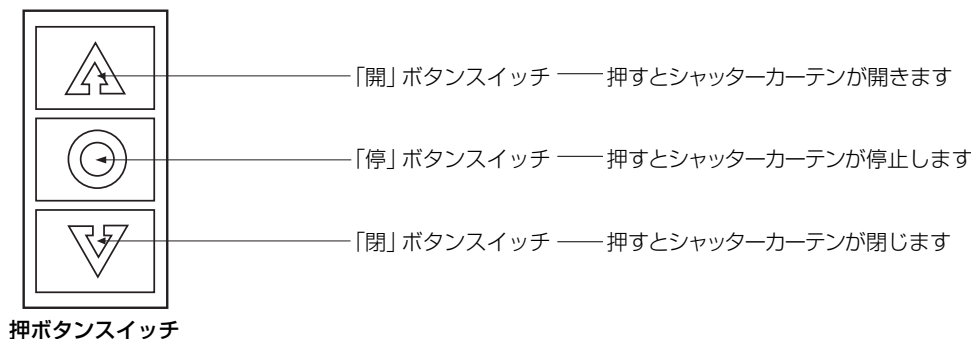 「開」ボタンスイッチ ── 押すとシャッターカーテンが開きます
「停」ボタンスイッチ ── 押すとシャッターカーテンが停止します
「閉」ボタンスイッチ ── 押すとシャッターカーテンが閉じます
押ボタンスイッチ